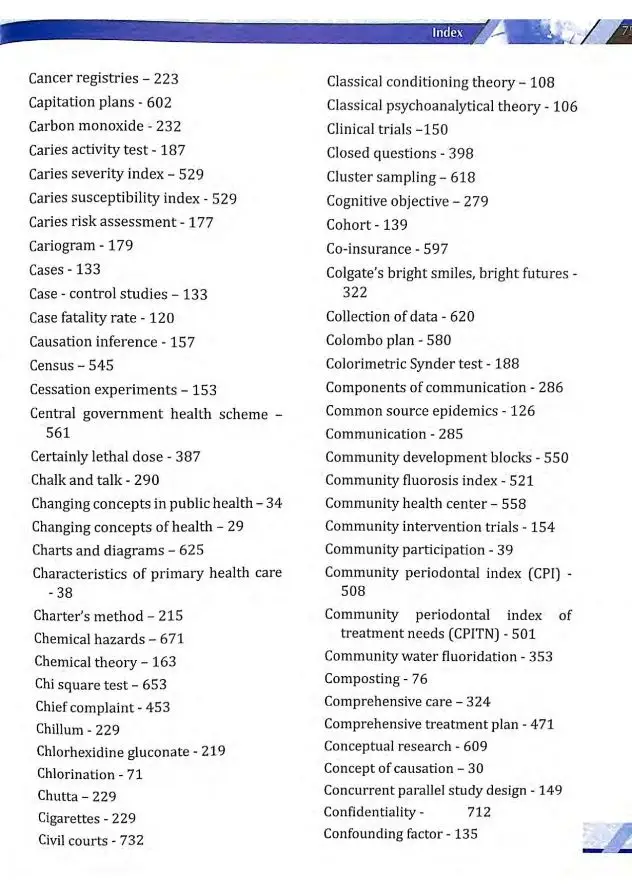 Index
Cancer registries – 223
Capitation plans - 602
Carbon monoxide - 232
Caries activity test - 187
Caries severity index – 529
Caries susceptibility index - 529
Caries risk assessment - 177
Cariogram - 179
Cases - 133
Case - control studies – 133
Case fatality rate - 120
Causation inference - 157
Census – 545
Cessation experiments – 153
Central government health scheme –
561
Certainly lethal dose - 387
Chalk and talk - 290
Changing concepts in public health – 34
Changing concepts of health – 29
Charts and diagrams – 625
Characteristics of primary health care
- 38
Charter's method – 215
Chemical hazards – 671
Chemical theory – 163
Chi square test – 653
Chief complaint - 453
Chillum - 229
Chlorhexidine gluconate - 219
Chlorination - 71
Chutta – 229
Cigarettes - 229
Civil courts - 732
Classical conditioning theory – 108
Classical psychoanalytical theory - 106
Clinical trials –150
Closed questions - 398
Cluster sampling – 618
Cognitive objective – 279
Cohort - 139
Co-insurance - 597
Colgate's bright smiles, bright futures -
322
Collection of data - 620
Colombo plan - 580
Colorimetric Synder test - 188
Components of communication - 286
Common source epidemics - 126
Communication - 285
Community development blocks - 550
Community fluorosis index - 521
Community health center – 558
Community intervention trials - 154
Community participation - 39
Community periodontal index (CPI) -
508
Community periodontal index of
treatment needs (CPITN) - 501
Community water fluoridation - 353
Composting - 76
Comprehensive care – 324
Comprehensive treatment plan - 471
Conceptual research - 609
Concept of causation – 30
Concurrent parallel study design - 149
Confidentiality - 712
Confounding factor - 135